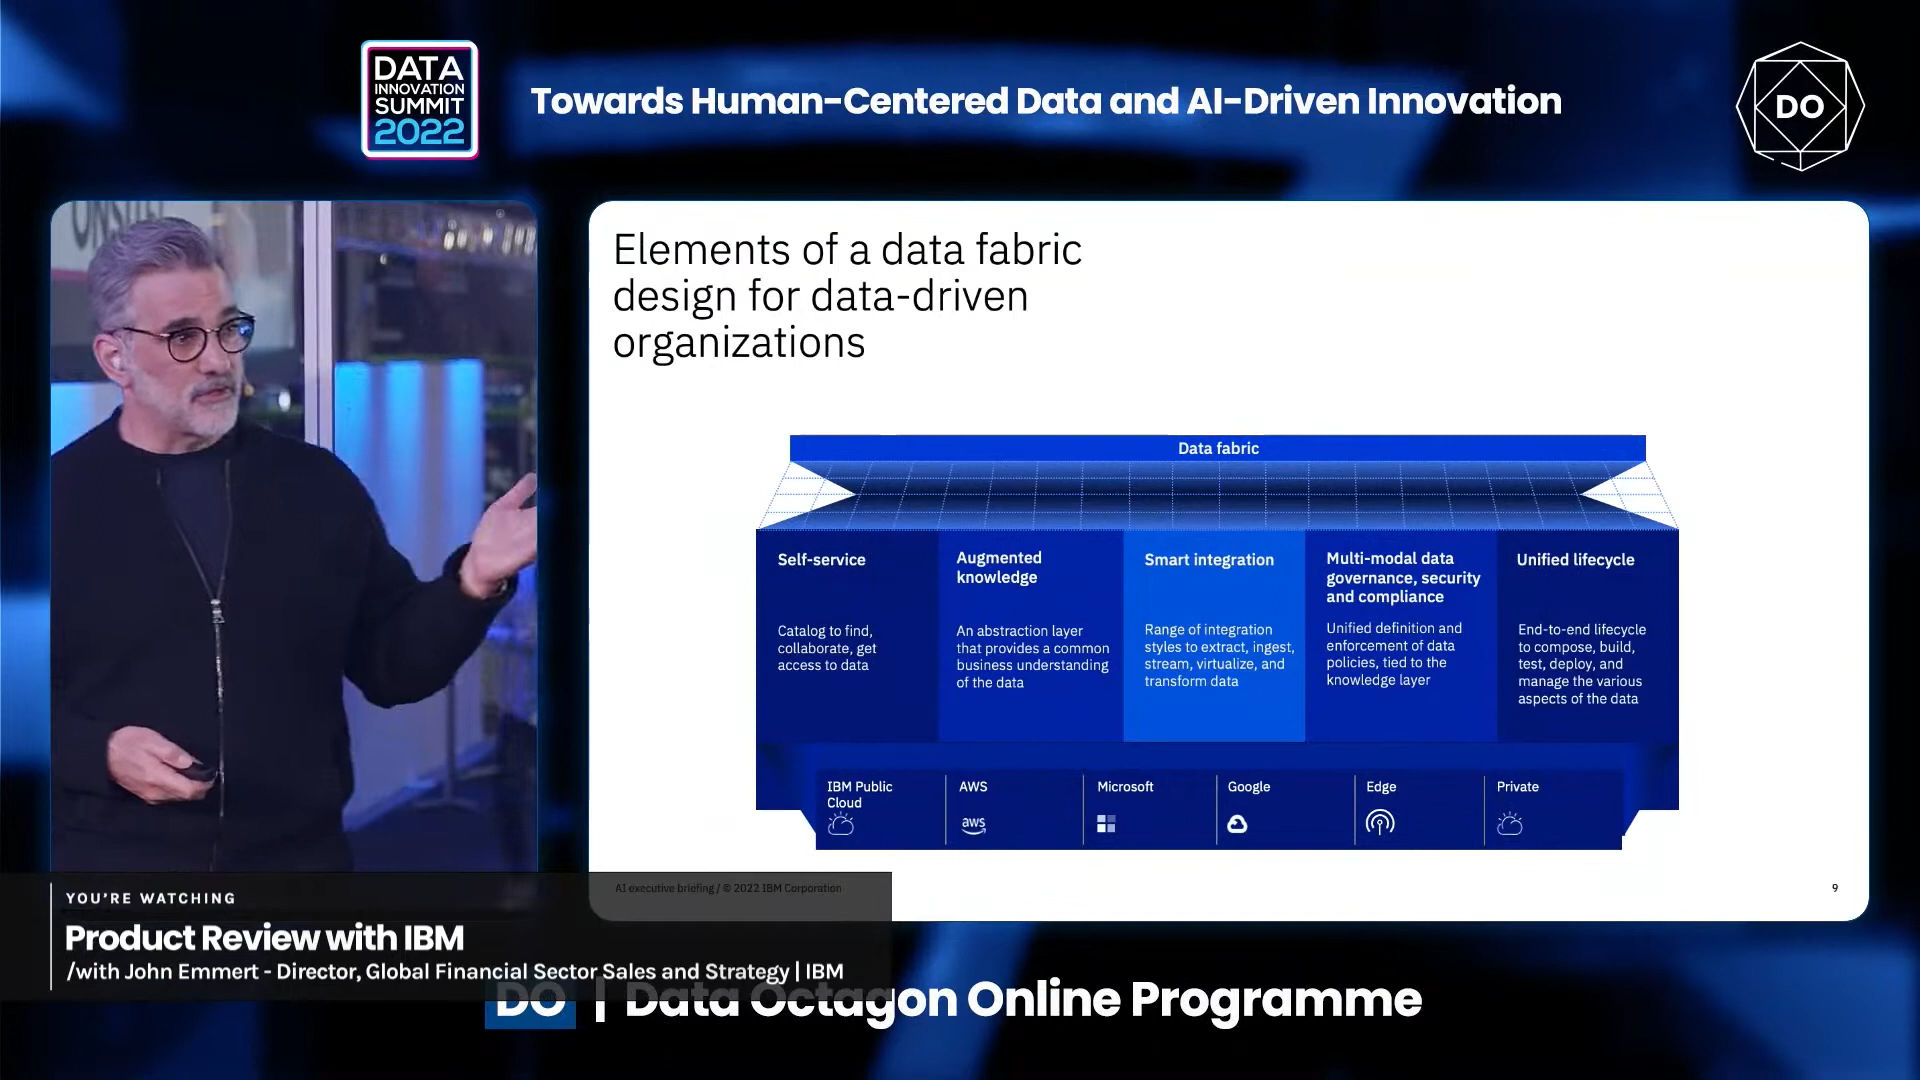 DATA
INNOVATION
SUMMIT
2022
Towards Human-Centered Data and AI-Driven Innovation
DO
Elements of a data fabric
design for data-driven
organizations
Data fabric
Self-service
Catalog to find,
collaborate, get
access to data
Augmented
knowledge
An abstraction layer
that provides a common
business understanding
of the data
Smart integration
Range of integration
styles to extract, ingest,
stream, virtualize, and
transform data
Multi-modal data
governance, security
and compliance
Unified definition and
enforcement of data
policies, tied to the
knowledge layer
Unified lifecycle
End-to-end lifecycle
to compose, build,
test, deploy, and
manage the various
aspects of the data
IBM Public
Cloud
AWS
aws
Microsoft
Google
Edge
Private
AI executive briefing / © 2022 IBM Corporation
9
YOU'RE WATCHING
Product Review with IBM
/with John Emmert - Director, Global Financial Sector Sales and Strategy | IBM
DO | Data Octagon Online Programme